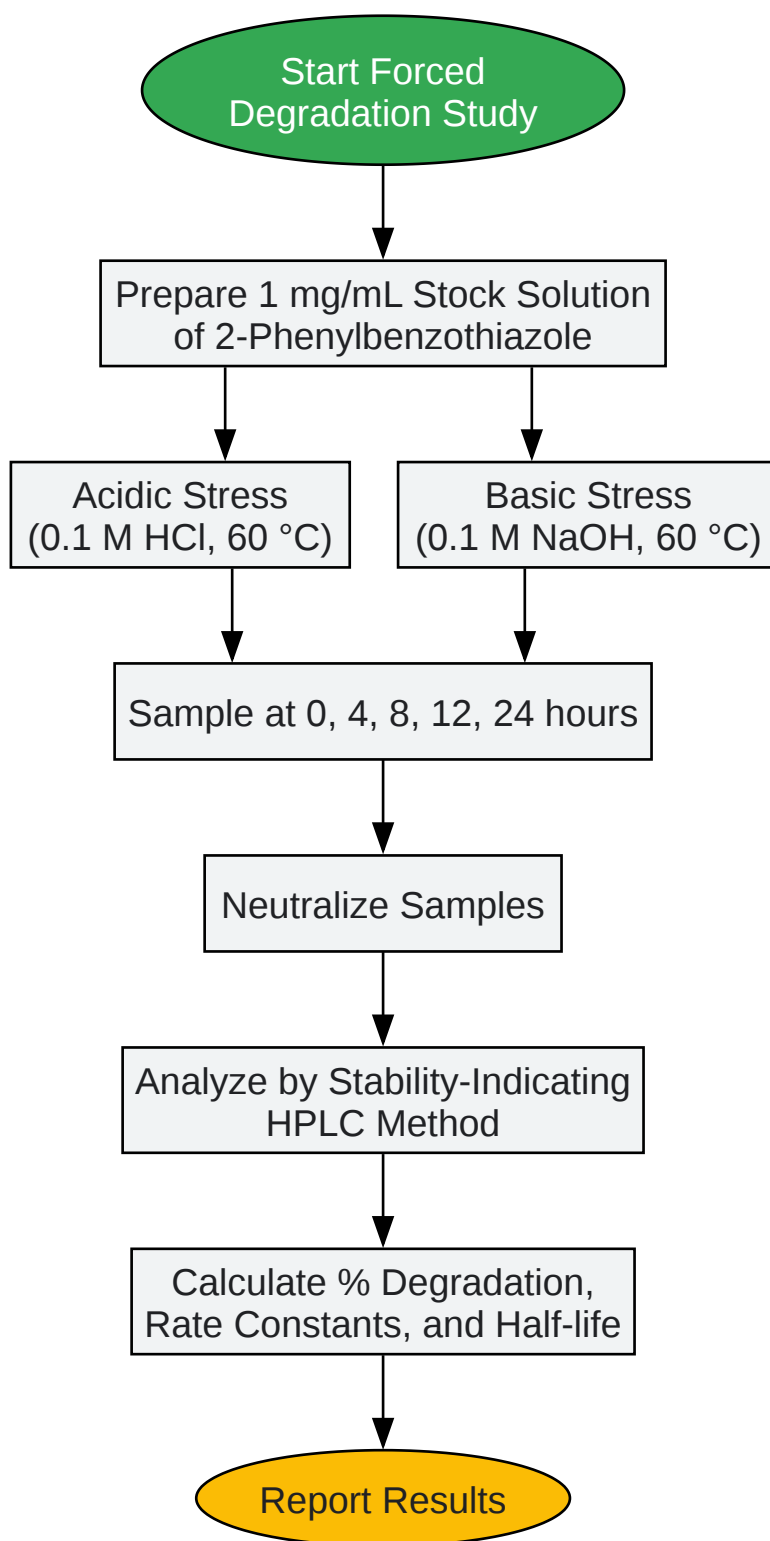 Start Forced
Degradation Study
Prepare 1 mg/mL Stock Solution
of 2-Phenylbenzothiazole
Acidic Stress
(0.1 M HCl, 60 °C)
Basic Stress
(0.1 M NaOH, 60 °C)
Sample at 0, 4, 8, 12, 24 hours
Neutralize Samples
Analyze by Stability-Indicating
HPLC Method
Calculate % Degradation,
Rate Constants, and Half-life
Report Results